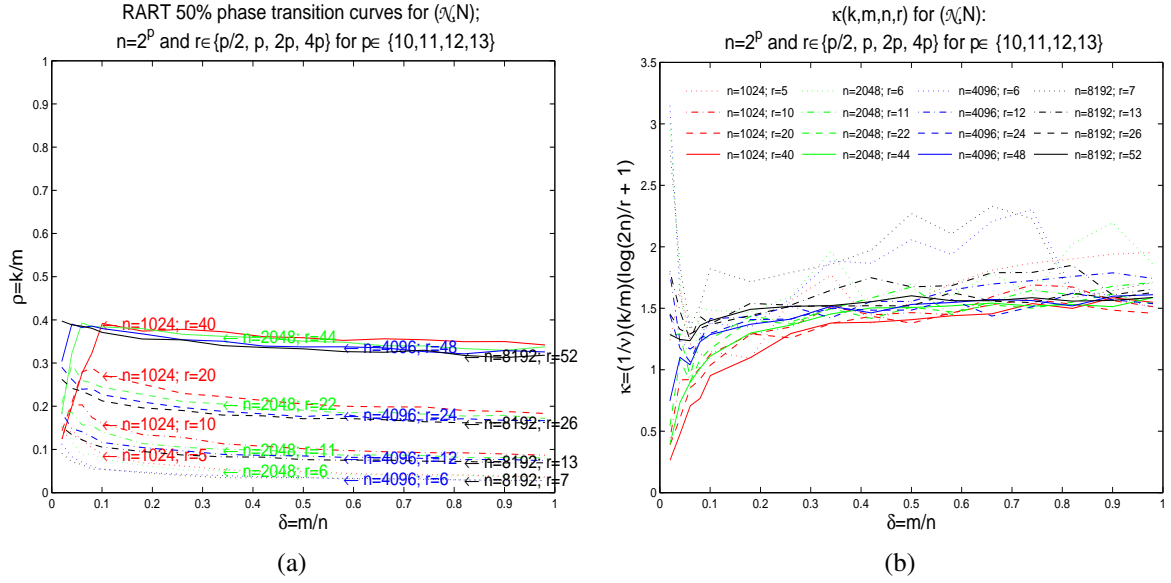 RART 50% phase transition curves for (𝒩,N);
n=2^p and r∈{p/2, p, 2p, 4p} for p∈ {10,11,12,13}
1
0.9
0.8
0.7
0.6
0.5
0.4
0.3
0.2
0.1
0
ρ=k/m
←n=1024; r=40
←n=2048; r=44
←n=4096; r=48
←n=8192; r=52
←n=1024; r=20
←n=2048; r=22
←n=4096; r=24
←n=8192; r=26
←n=1024; r=10
←n=2048; r=11
←n=4096; r=12
←n=8192; r=13
←n=1024; r=5
←n=2048; r=6
←n=4096; r=6
←n=8192; r=7
0 0.1 0.2 0.3 0.4 0.5 0.6 0.7 0.8 0.9 1
δ=m/n
(a)
κ(k,m,n,r) for (𝒩,N):
n=2^p and r∈{p/2, p, 2p, 4p} for p∈ {10,11,12,13}
3.5
3
2.5
2
1.5
1
0.5
0
κ=(1/ν)(k/m)(log(2n)/r + 1)
n=1024; r=5 n=2048; r=6 n=4096; r=6 n=8192; r=7
n=1024; r=10 n=2048; r=11 n=4096; r=12 n=8192; r=13
n=1024; r=20 n=2048; r=22 n=4096; r=24 n=8192; r=26
n=1024; r=40 n=2048; r=44 n=4096; r=48 n=8192; r=52
0 0.1 0.2 0.3 0.4 0.5 0.6 0.7 0.8 0.9 1
δ=m/n
(b)